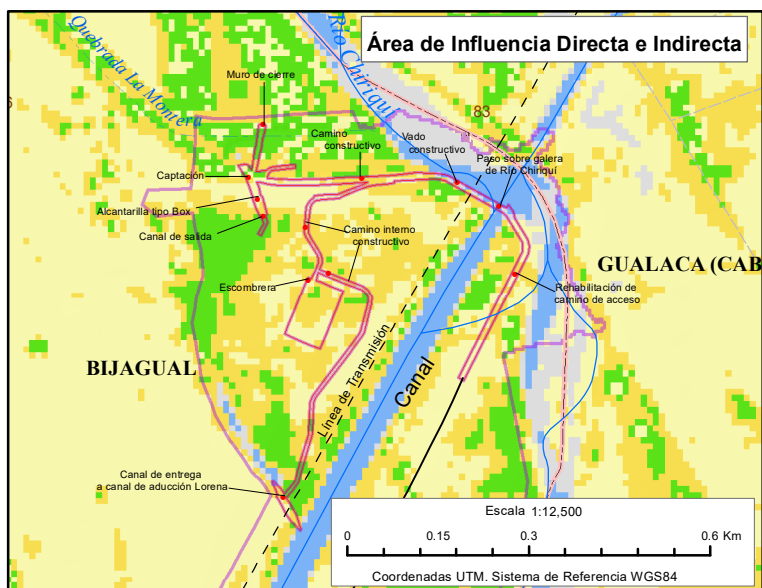 Área de Influencia Directa e Indirecta
Quebrada La Montera
Río Chiriquí
Muro de cierre
6
83
Camino
constructivo
Vado
constructivo
Paso sobre galera
de Río Chiriquí
Captación
Alcantarilla tipo Box
Canal de salida
Camino interno
constructivo
GUALACA (CAB
Escombrera
Rehabilitación de
camino de acceso
BIJAGUAL
Línea de Transmisión
Canal
Canal de entrega
a canal de aducción Lorena
Escala 1:12,500
0 0.15 0.3 0.6 Km
Coordenadas UTM. Sistema de Referencia WGS84